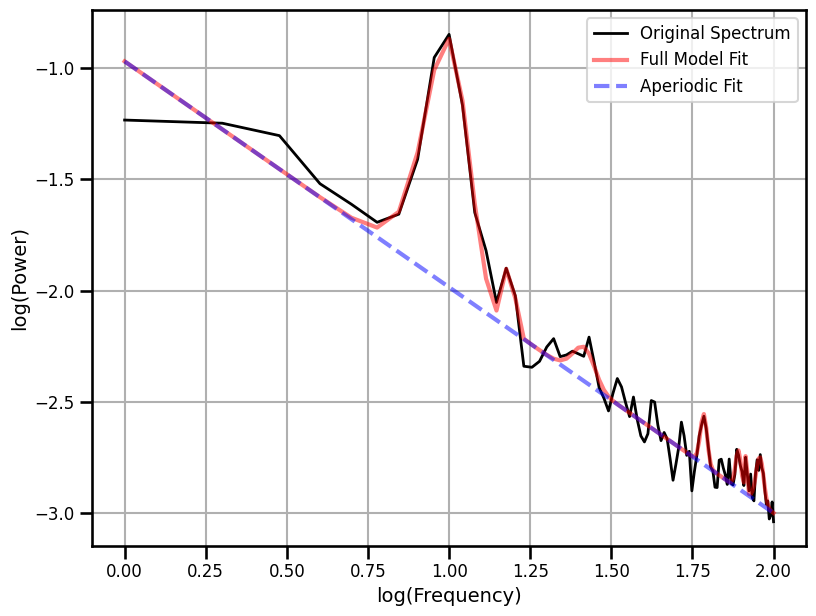 Original Spectrum
Full Model Fit
Aperiodic Fit
log(Power)
−1.0
−1.5
−2.0
−2.5
−3.0
0.00 0.25 0.50 0.75 1.00 1.25 1.50 1.75 2.00
log(Frequency)